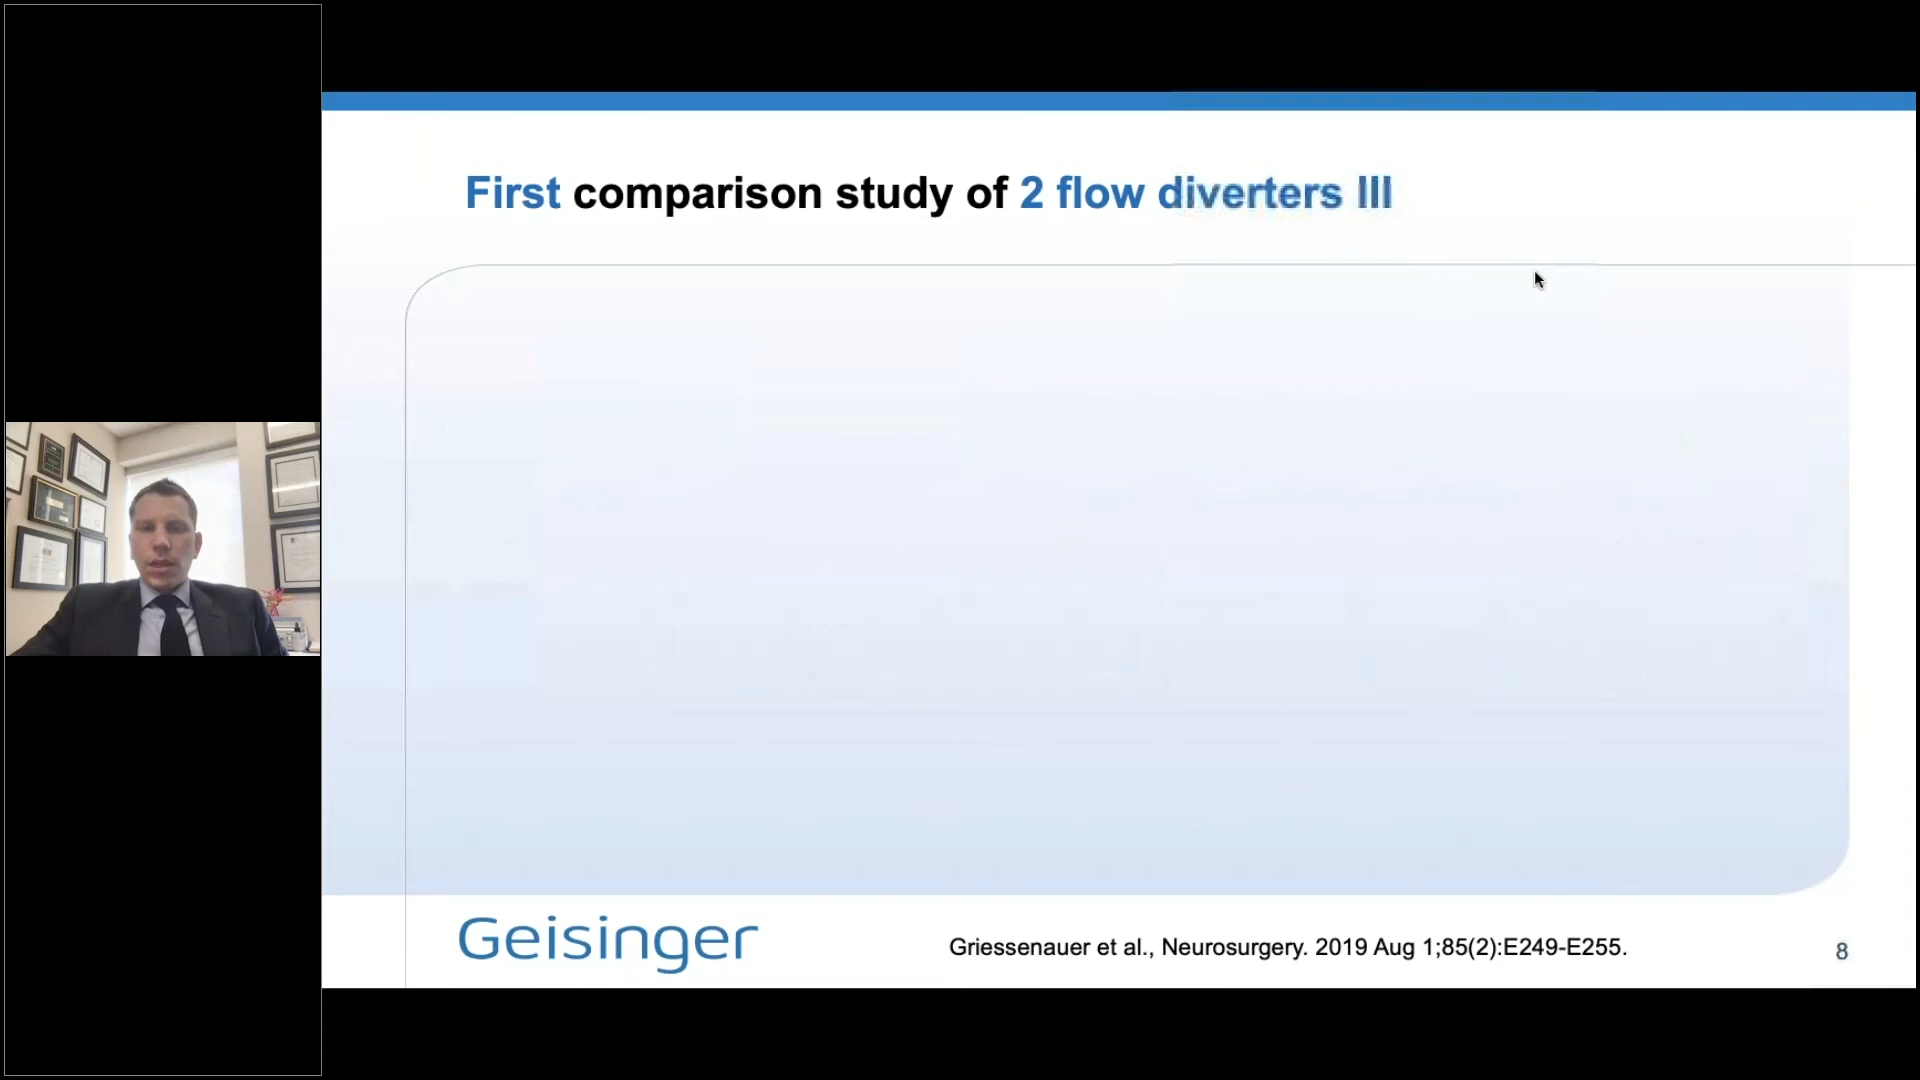 First comparison study of 2 flow diverters III
Geisinger
Griessenauer et al., Neurosurgery. 2019 Aug 1;85(2):E249-E255.
8